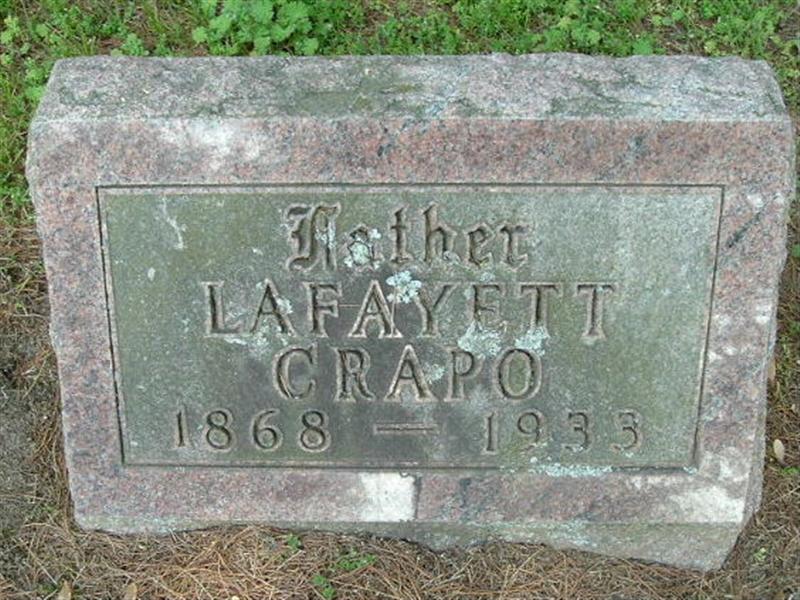 Father
LAFAYETT
CRAPO
1868 — 1933